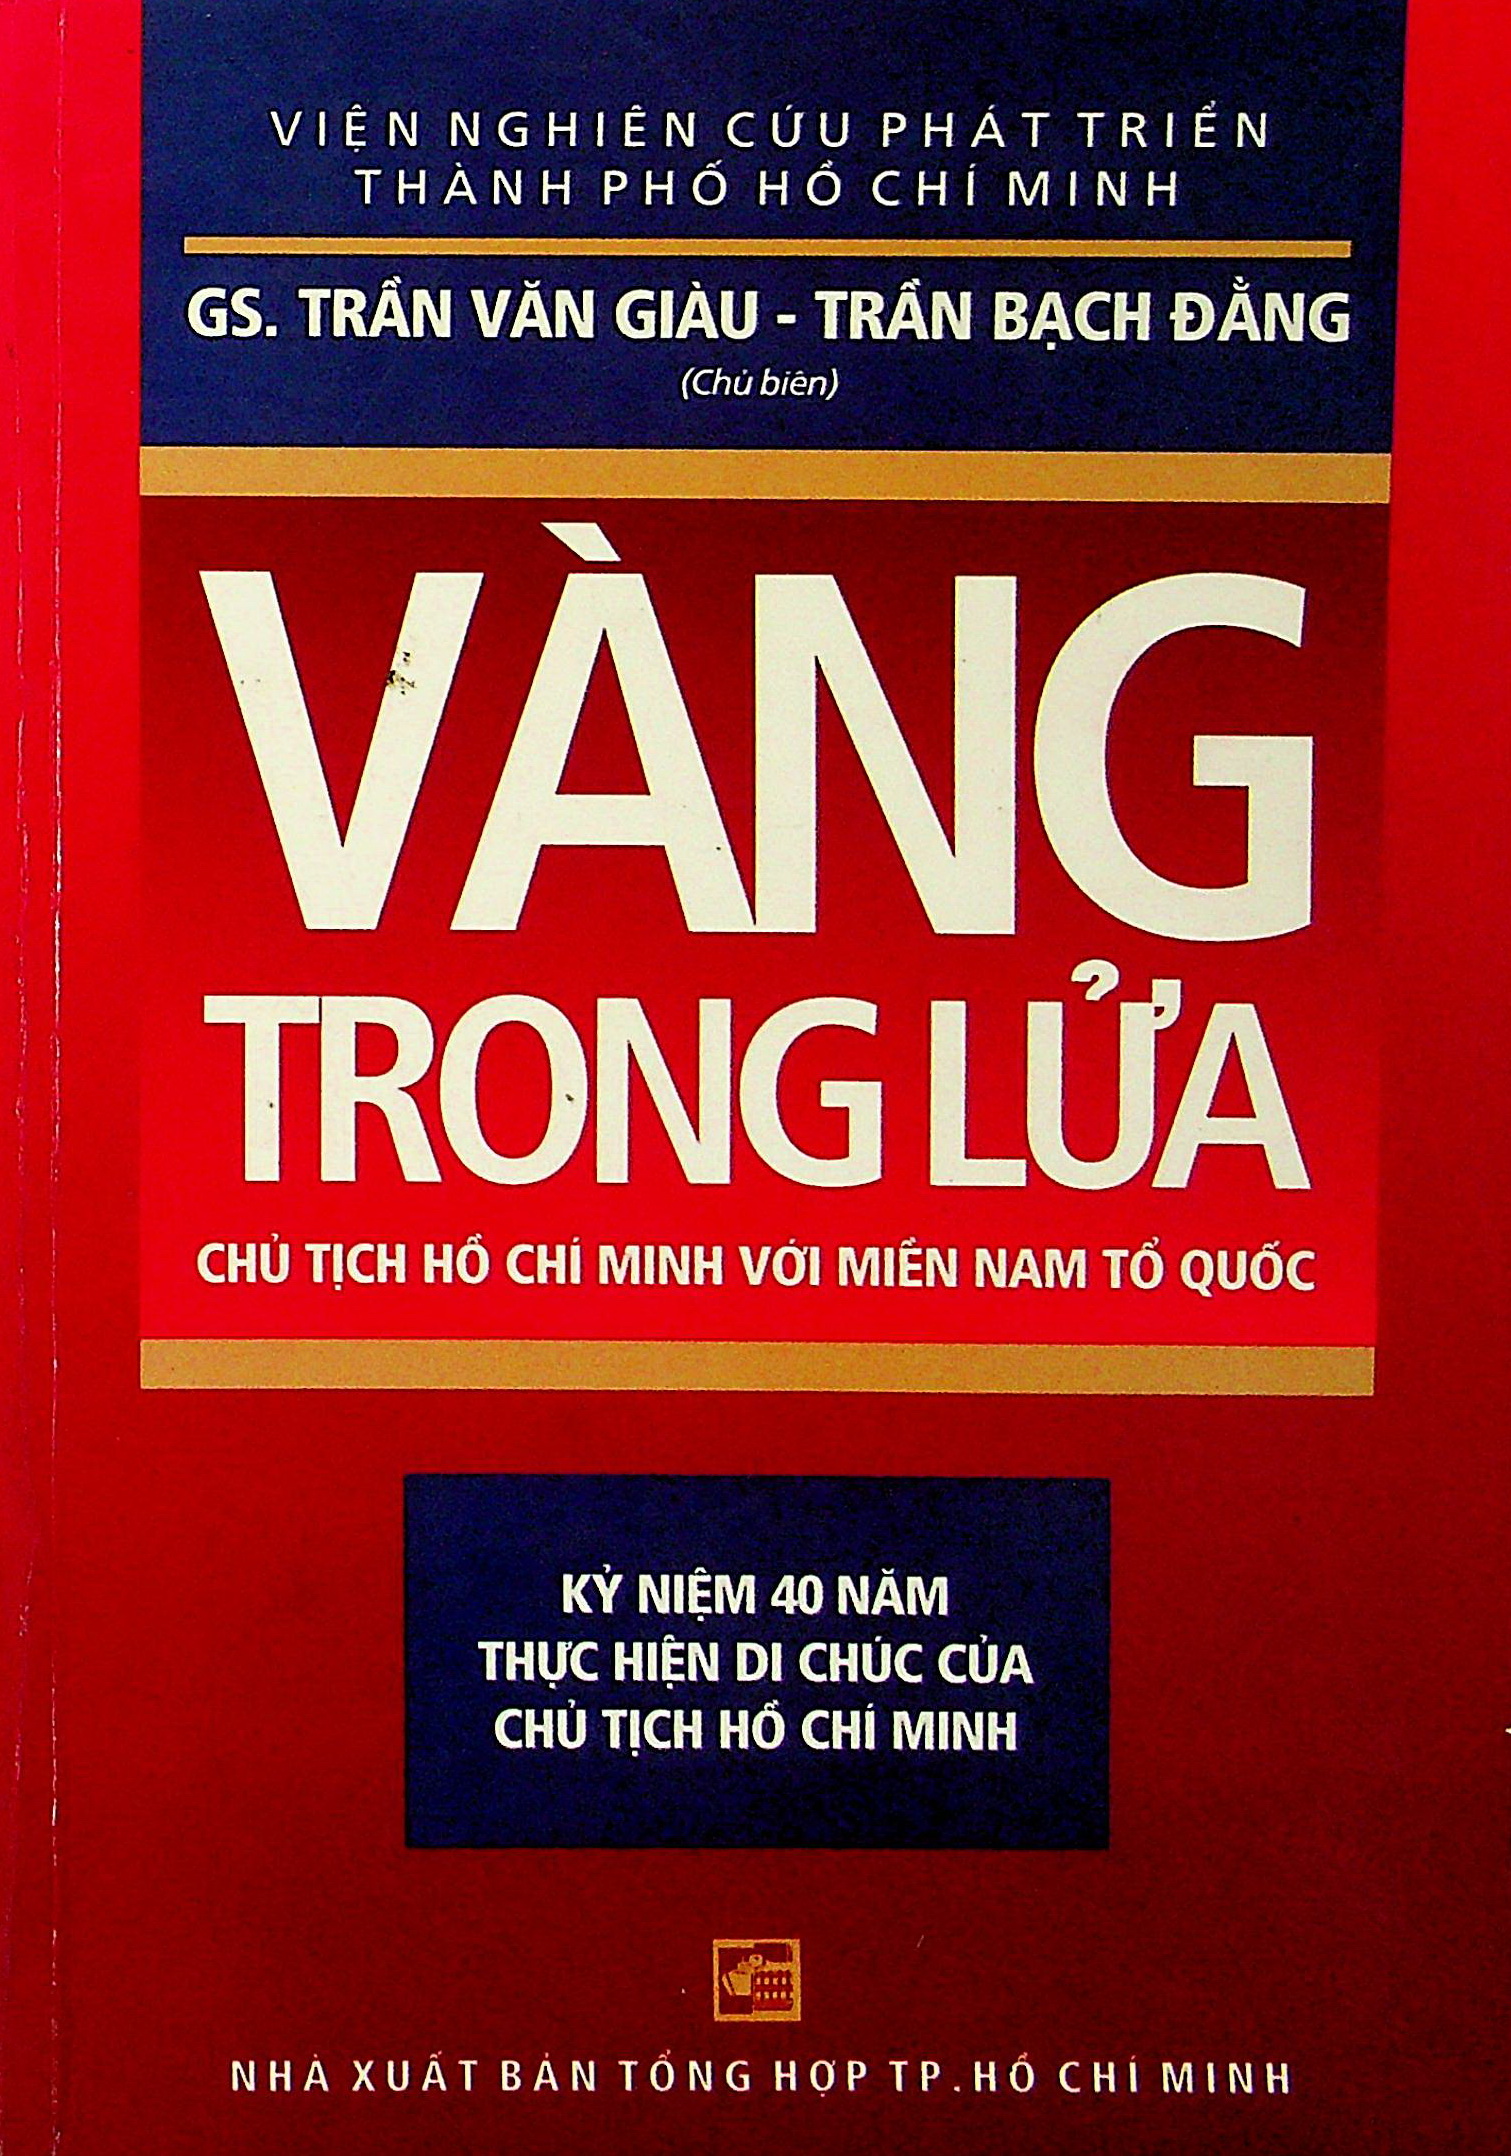 VIỆN NGHIÊN CỨU PHÁT TRIỂN
THÀNH PHỐ HỒ CHÍ MINH
GS. TRẦN VĂN GIÀU - TRẦN BẠCH ĐẰNG
(Chủ biên)
VÀNG
TRONG LỬA
CHỦ TỊCH HỒ CHÍ MINH VỚI MIỀN NAM TỔ QUỐC
KỶ NIỆM 40 NĂM
THỰC HIỆN DI CHÚC CỦA
CHỦ TỊCH HỒ CHÍ MINH
NHÀ XUẤT BẢN TỔNG HỢP TP.HỒ CHÍ MINH